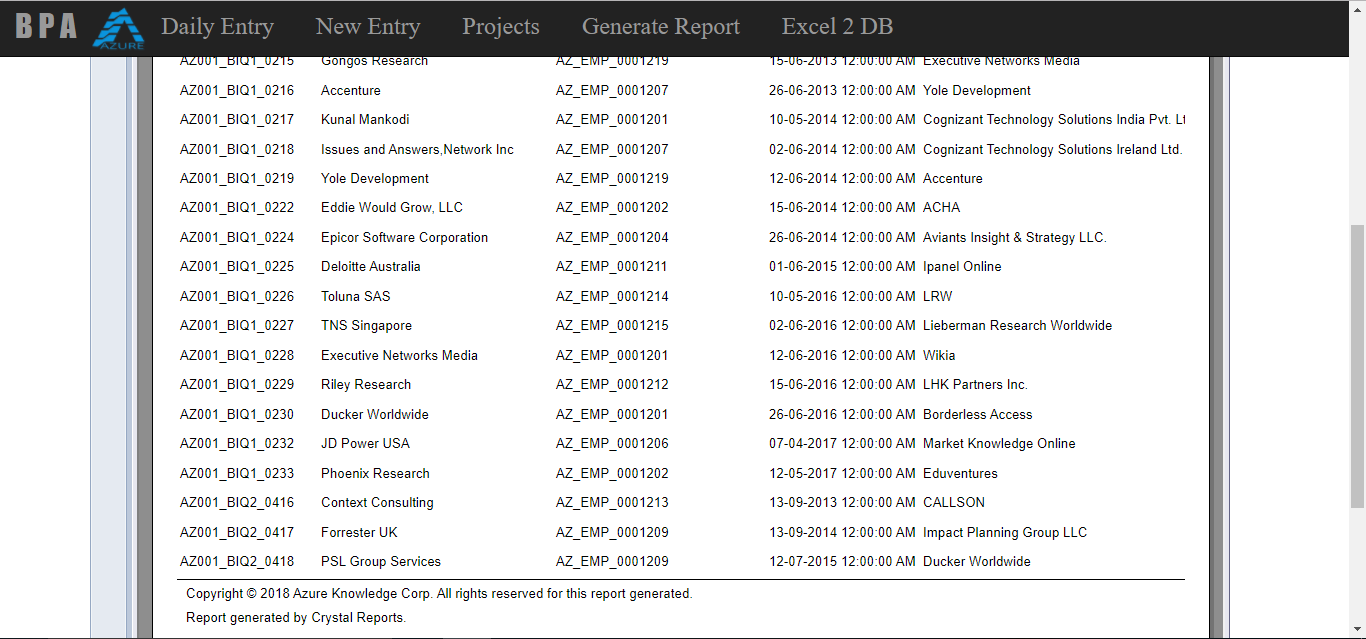 BPA AZURE Daily Entry New Entry Projects Generate Report Excel 2 DB
AZ001_BIQ1_0215 Gongos Research AZ_EMP_0001219 15-06-2013 12:00:00 AM Executive Networks Media
AZ001_BIQ1_0216 Accenture AZ_EMP_0001207 26-06-2013 12:00:00 AM Yole Development
AZ001_BIQ1_0217 Kunal Mankodi AZ_EMP_0001201 10-05-2014 12:00:00 AM Cognizant Technology Solutions India Pvt. Lt
AZ001_BIQ1_0218 Issues and Answers,Network Inc AZ_EMP_0001207 02-06-2014 12:00:00 AM Cognizant Technology Solutions Ireland Ltd.
AZ001_BIQ1_0219 Yole Development AZ_EMP_0001219 12-06-2014 12:00:00 AM Accenture
AZ001_BIQ1_0222 Eddie Would Grow, LLC AZ_EMP_0001202 15-06-2014 12:00:00 AM ACHA
AZ001_BIQ1_0224 Epicor Software Corporation AZ_EMP_0001204 26-06-2014 12:00:00 AM Aviants Insight & Strategy LLC.
AZ001_BIQ1_0225 Deloitte Australia AZ_EMP_0001211 01-06-2015 12:00:00 AM Ipanel Online
AZ001_BIQ1_0226 Toluna SAS AZ_EMP_0001214 10-05-2016 12:00:00 AM LRW
AZ001_BIQ1_0227 TNS Singapore AZ_EMP_0001215 02-06-2016 12:00:00 AM Lieberman Research Worldwide
AZ001_BIQ1_0228 Executive Networks Media AZ_EMP_0001201 12-06-2016 12:00:00 AM Wikia
AZ001_BIQ1_0229 Riley Research AZ_EMP_0001212 15-06-2016 12:00:00 AM LHK Partners Inc.
AZ001_BIQ1_0230 Ducker Worldwide AZ_EMP_0001201 26-06-2016 12:00:00 AM Borderless Access
AZ001_BIQ1_0232 JD Power USA AZ_EMP_0001206 07-04-2017 12:00:00 AM Market Knowledge Online
AZ001_BIQ1_0233 Phoenix Research AZ_EMP_0001202 12-05-2017 12:00:00 AM Eduventures
AZ001_BIQ2_0416 Context Consulting AZ_EMP_0001213 13-09-2013 12:00:00 AM CALLSON
AZ001_BIQ2_0417 Forrester UK AZ_EMP_0001209 13-09-2014 12:00:00 AM Impact Planning Group LLC
AZ001_BIQ2_0418 PSL Group Services AZ_EMP_0001209 12-07-2015 12:00:00 AM Ducker Worldwide
Copyright © 2018 Azure Knowledge Corp. All rights reserved for this report generated.
Report generated by Crystal Reports.